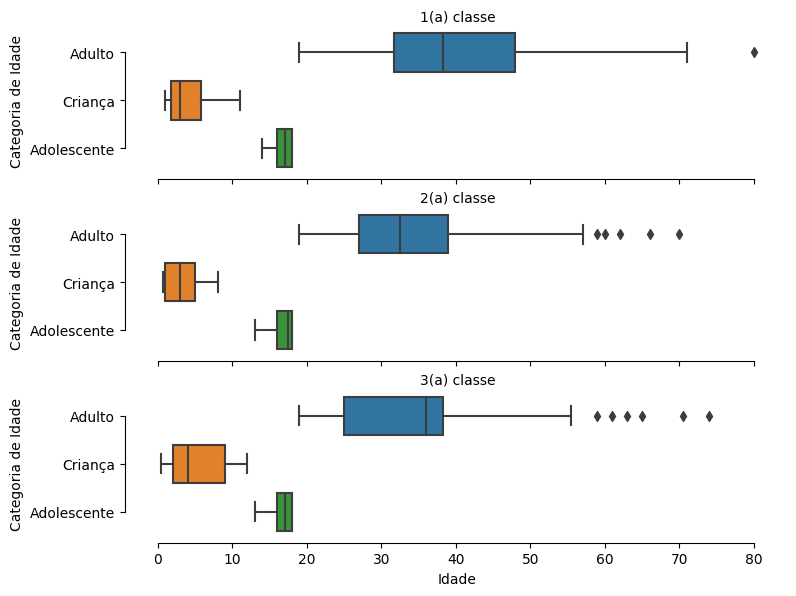 1(a) classe
Categoria de Idade
Adulto
Criança
Adolescente
2(a) classe
Categoria de Idade
Adulto
Criança
Adolescente
3(a) classe
Categoria de Idade
Adulto
Criança
Adolescente
0 10 20 30 40 50 60 70 80
Idade